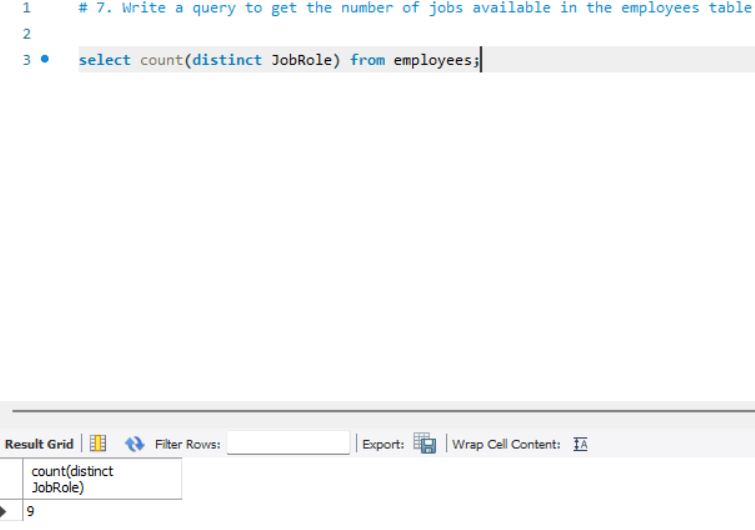 1 # 7. Write a query to get the number of jobs available in the employees table
2
3 select count(distinct JobRole) from employees;
Result Grid Filter Rows: Export: Wrap Cell Content: IA
count(distinct
JobRole)
9